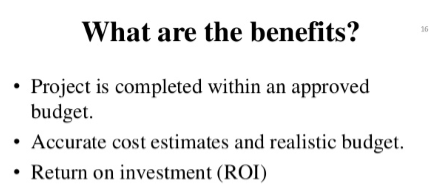 What are the benefits?
16
• Project is completed within an approved
budget.
• Accurate cost estimates and realistic budget.
• Return on investment (ROI)